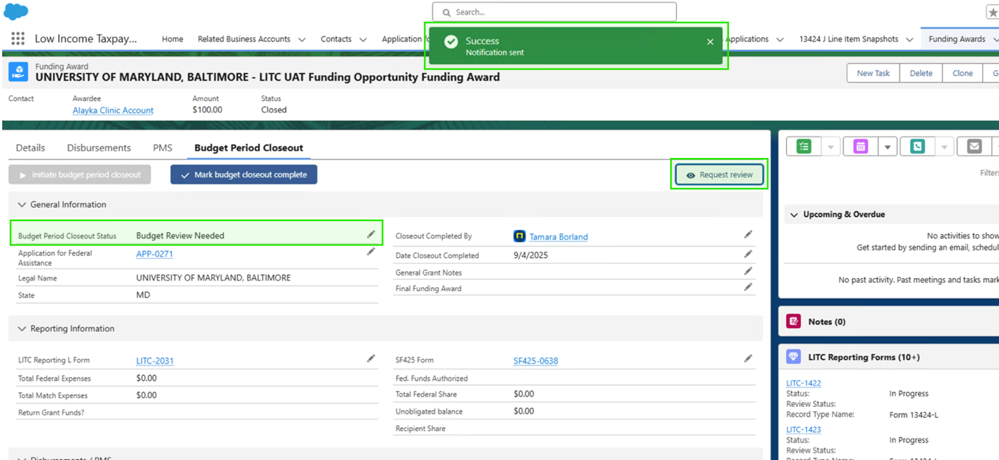 Search...
Low Income Taxpay...
Home
Related Business Accounts
Contacts
Application fo
Applications
13424 J Line Item Snapshots
Funding Awards
Success
Notification sent
Funding Award
UNIVERSITY OF MARYLAND, BALTIMORE - LITC UAT Funding Opportunity Funding Award
New Task
Delete
Clone
Contact
Awardee
Amount
Status
Alayka Clinic Account
$100.00
Closed
Details
Disbursements
PMS
Budget Period Closeout
Initiate budget period closeout
Mark budget closeout complete
Request review
General Information
Budget Period Closeout Status
Budget Review Needed
Application for Federal
Assistance
APP-0271
Legal Name
UNIVERSITY OF MARYLAND, BALTIMORE
State
MD
Closeout Completed By
Tamara Borland
Date Closeout Completed
9/4/2025
General Grant Notes
Final Funding Award
Reporting Information
LITC Reporting L Form
LITC-2031
Total Federal Expenses
$0.00
Total Match Expenses
$0.00
Return Grant Funds?
SF425 Form
SF425-0638
Fed. Funds Authorized
Total Federal Share
$0.00
Unobligated balance
$0.00
Recipient Share
Disbursements / PMS
Filters
Upcoming & Overdue
No activities to show
Get started by sending an email, schedul
No past activity. Past meetings and tasks mark
Notes (0)
LITC Reporting Forms (10+)
LITC-1422
Status:
In Progress
Review Status:
Record Type Name:
Form 13424-L
LITC-1423
Status:
In Progress
Review Status:
Record Type Name:
Form 13424-L